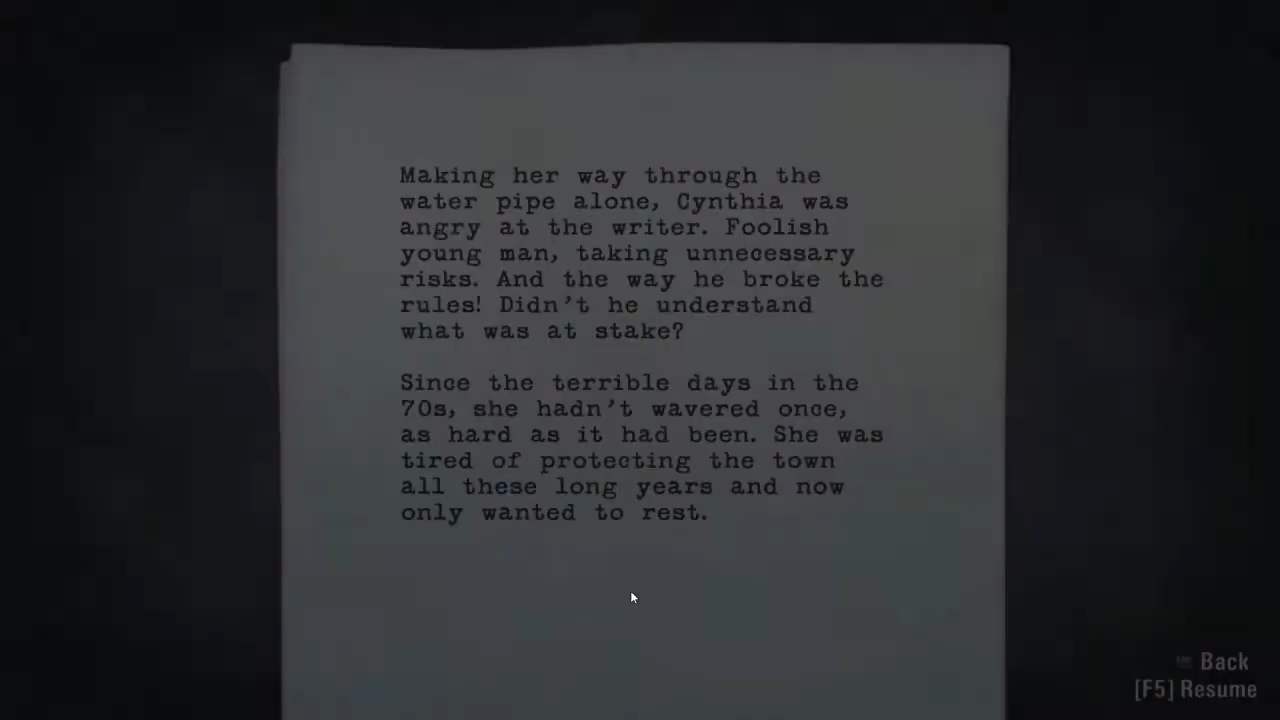 Making her way through the
water pipe alone, Cynthia was
angry at the writer. Foolish
young man, taking unnecessary
risks. And the way he broke the
rules! Didn't he understand
what was at stake?
Since the terrible days in the
70s, she hadn't wavered once,
as hard as it had been. She was
tired of protecting the town
all these long years and now
only wanted to rest.
Back
[F5] Resume